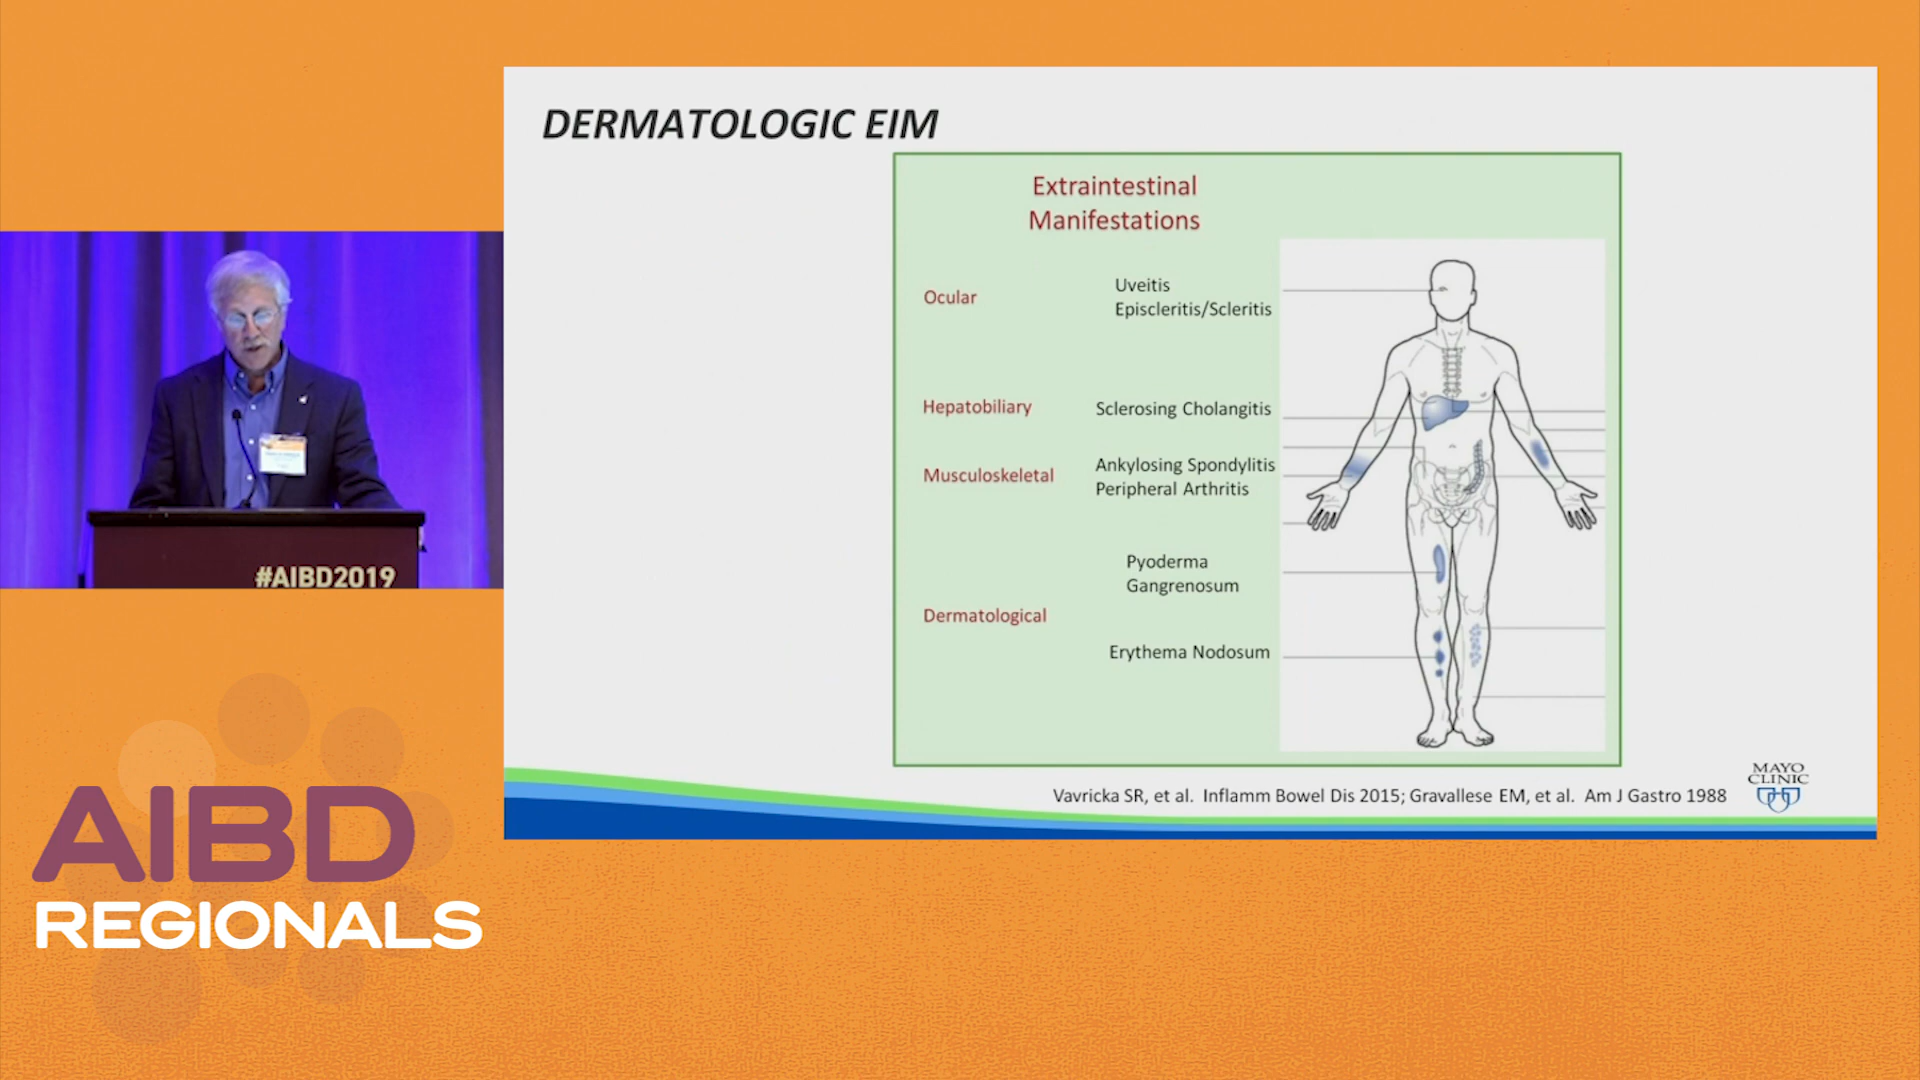 DERMATOLOGIC EIM
Extraintestinal
Manifestations
Ocular
Uveitis
Episcleritis/Scleritis
Hepatobiliary
Sclerosing Cholangitis
Musculoskeletal
Ankylosing Spondylitis
Peripheral Arthritis
Pyoderma
Gangrenosum
Dermatological
Erythema Nodosum
Vavricka SR, et al. Inflamm Bowel Dis 2015; Gravallese EM, et al. Am J Gastro 1988
MAYO
CLINIC
#AIBD2019
AIBD
REGIONALS